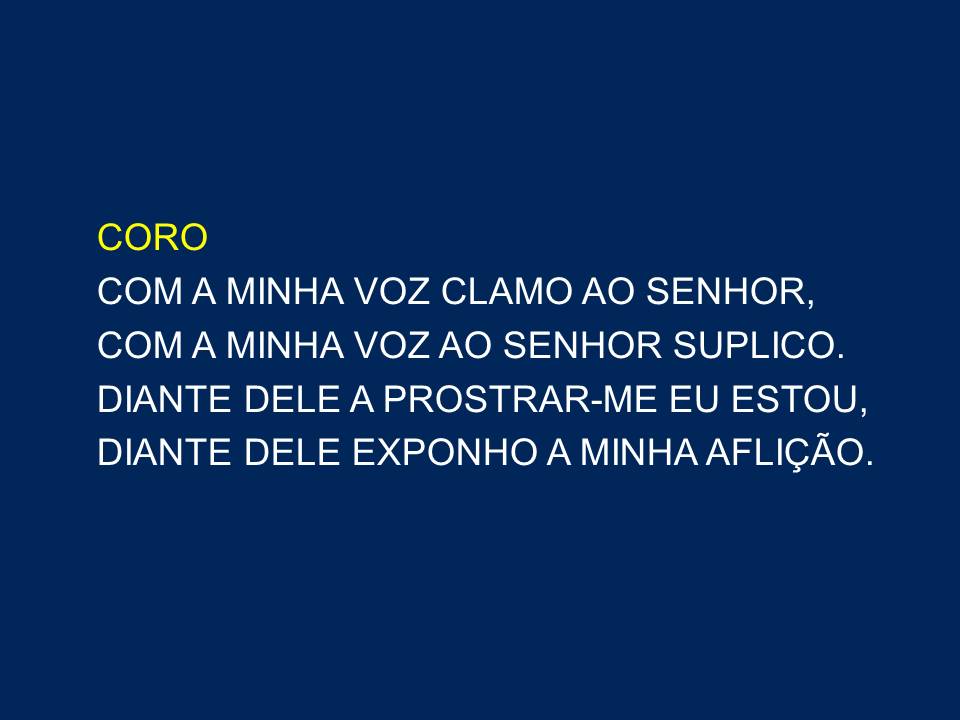 CORO
COM A MINHA VOZ CLAMO AO SENHOR,
COM A MINHA VOZ AO SENHOR SUPLICO.
DIANTE DELE A PROSTRAR-ME EU ESTOU,
DIANTE DELE EXPONHO A MINHA AFLIÇÃO.